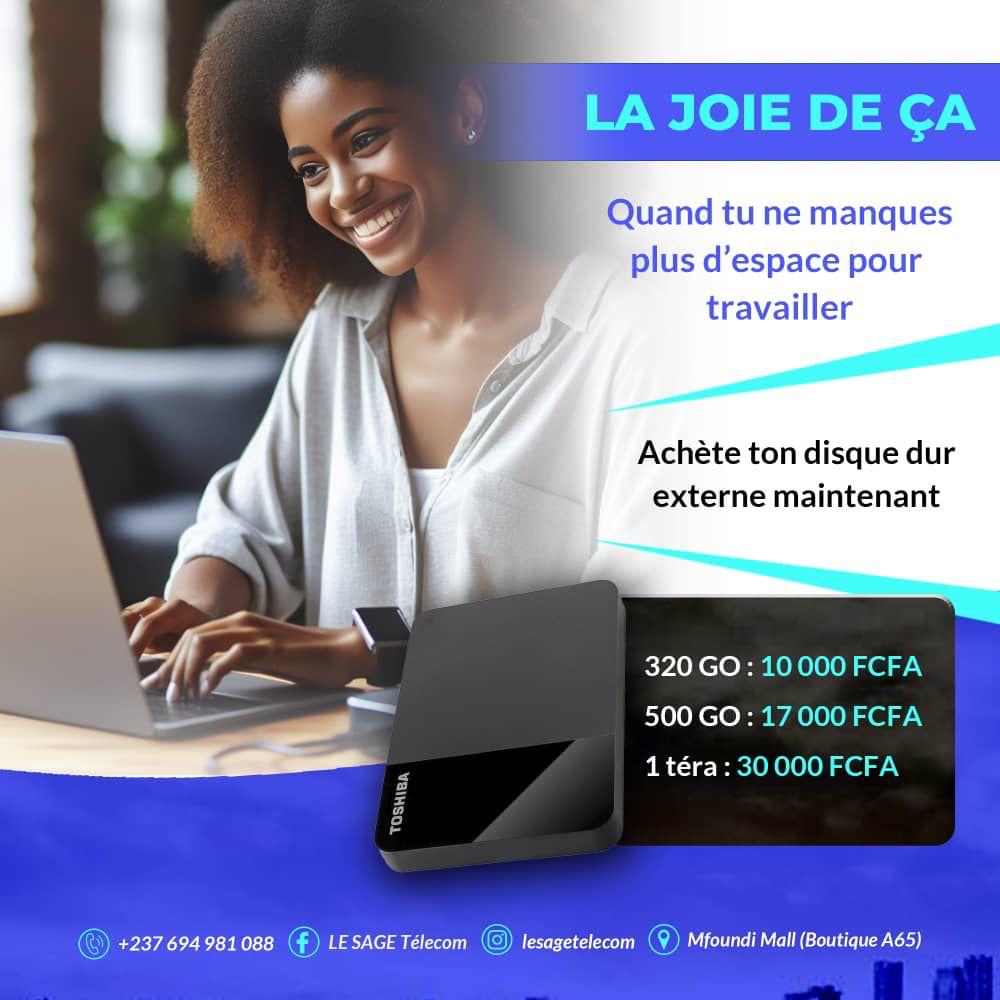 LA JOIE DE ÇA
Quand tu ne manques
plus d’espace pour
travailler
Achète ton disque dur
externe maintenant
320 GO : 10 000 FCFA
500 GO : 17 000 FCFA
1 téra : 30 000 FCFA
TOSHIBA
+237 694 981 088 LE SAGE Télecom lesagetelecom Mfoundi Mall (Boutique A65)